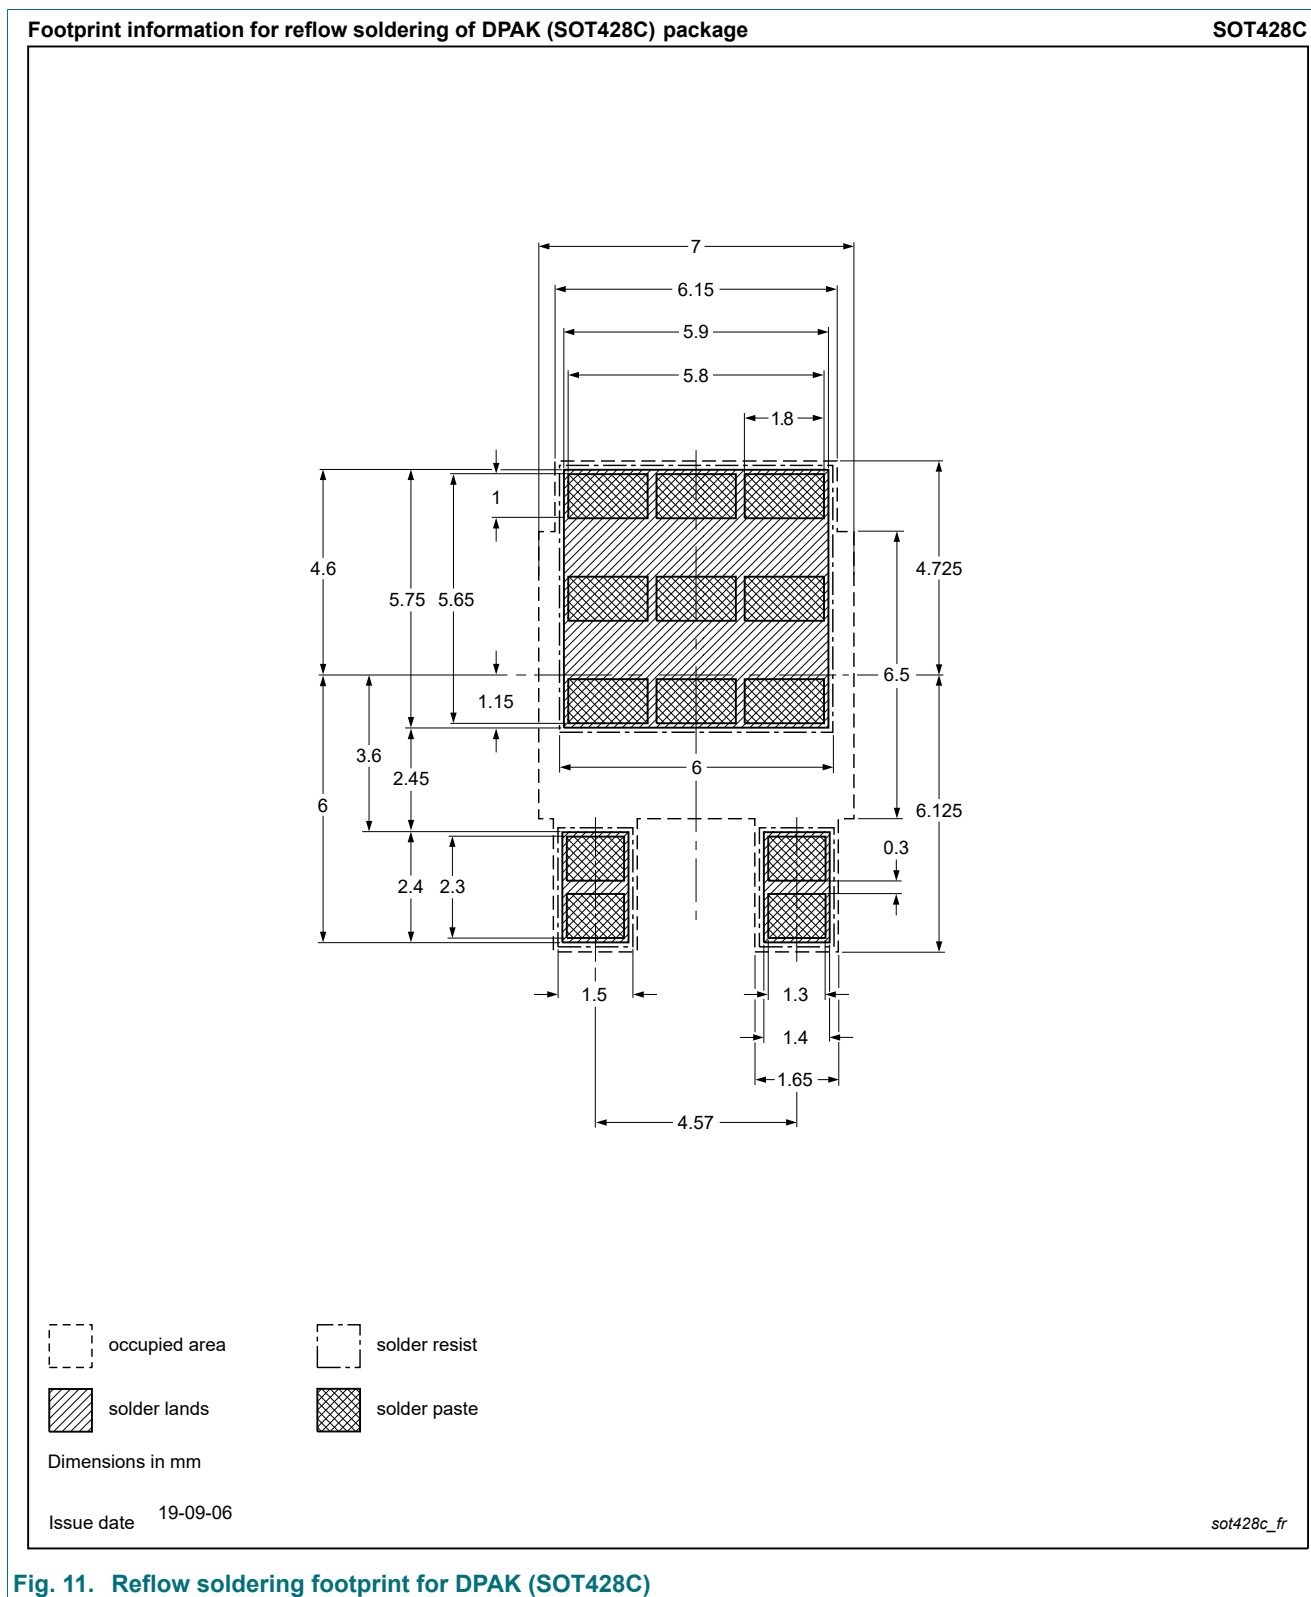 Footprint information for reflow soldering of DPAK (SOT428C) package SOT428C
7
6.15
5.9
5.8
1.8
1
4.6
5.75
5.65
4.725
6.5
1.15
3.6
2.45
6
6
6.125
0.3
2.4
2.3
1.5
1.3
1.4
1.65
4.57
occupied area
solder resist
solder lands
solder paste
Dimensions in mm
Issue date 19-09-06
sot428c_fr
Fig. 11. Reflow soldering footprint for DPAK (SOT428C)